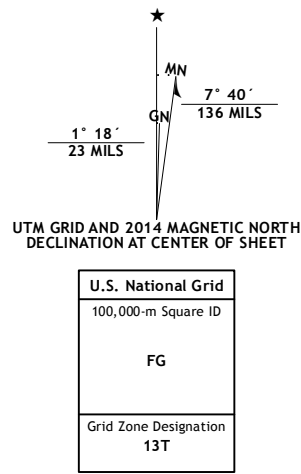 ★
MN
7° 40´
136 MILS
GN
1° 18´
23 MILS
UTM GRID AND 2014 MAGNETIC NORTH
DECLINATION AT CENTER OF SHEET
U.S. National Grid
100,000-m Square ID
FG
Grid Zone Designation
13T